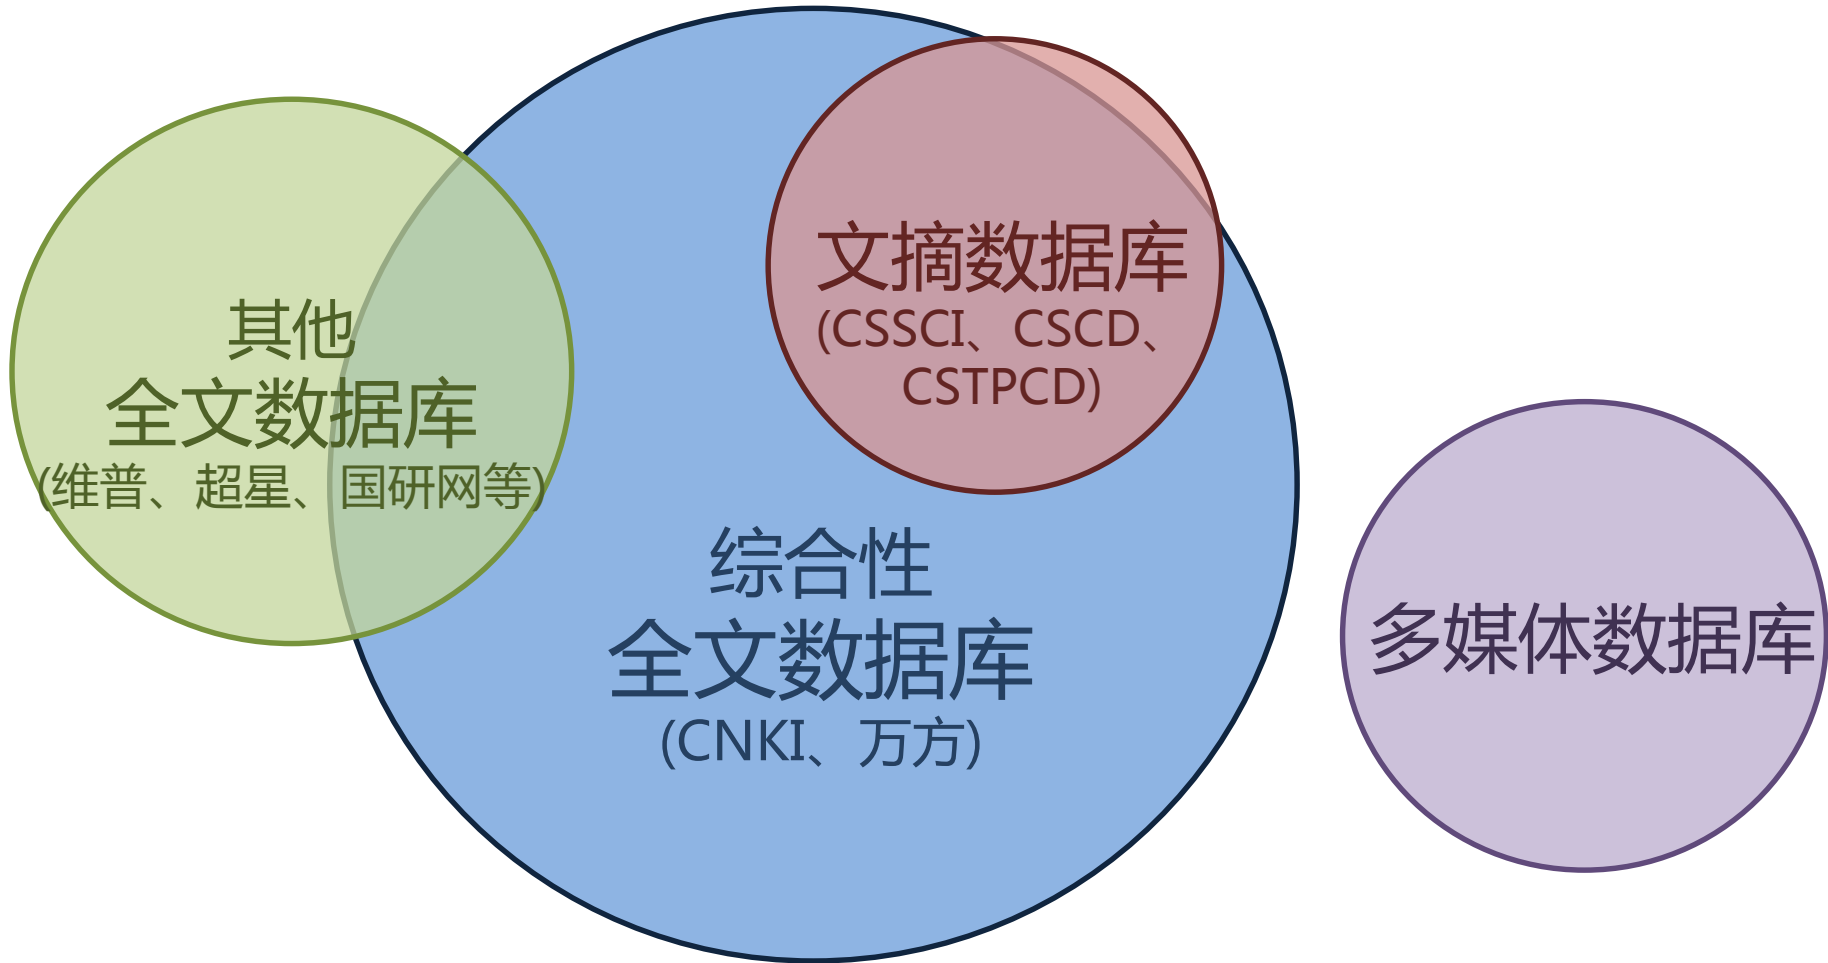 其他
全文数据库
(维普、超星、国研网等)
文摘数据库
(CSSCI、CSCD、
CSTPCD)
综合性
全文数据库
(CNKI、万方)
多媒体数据库